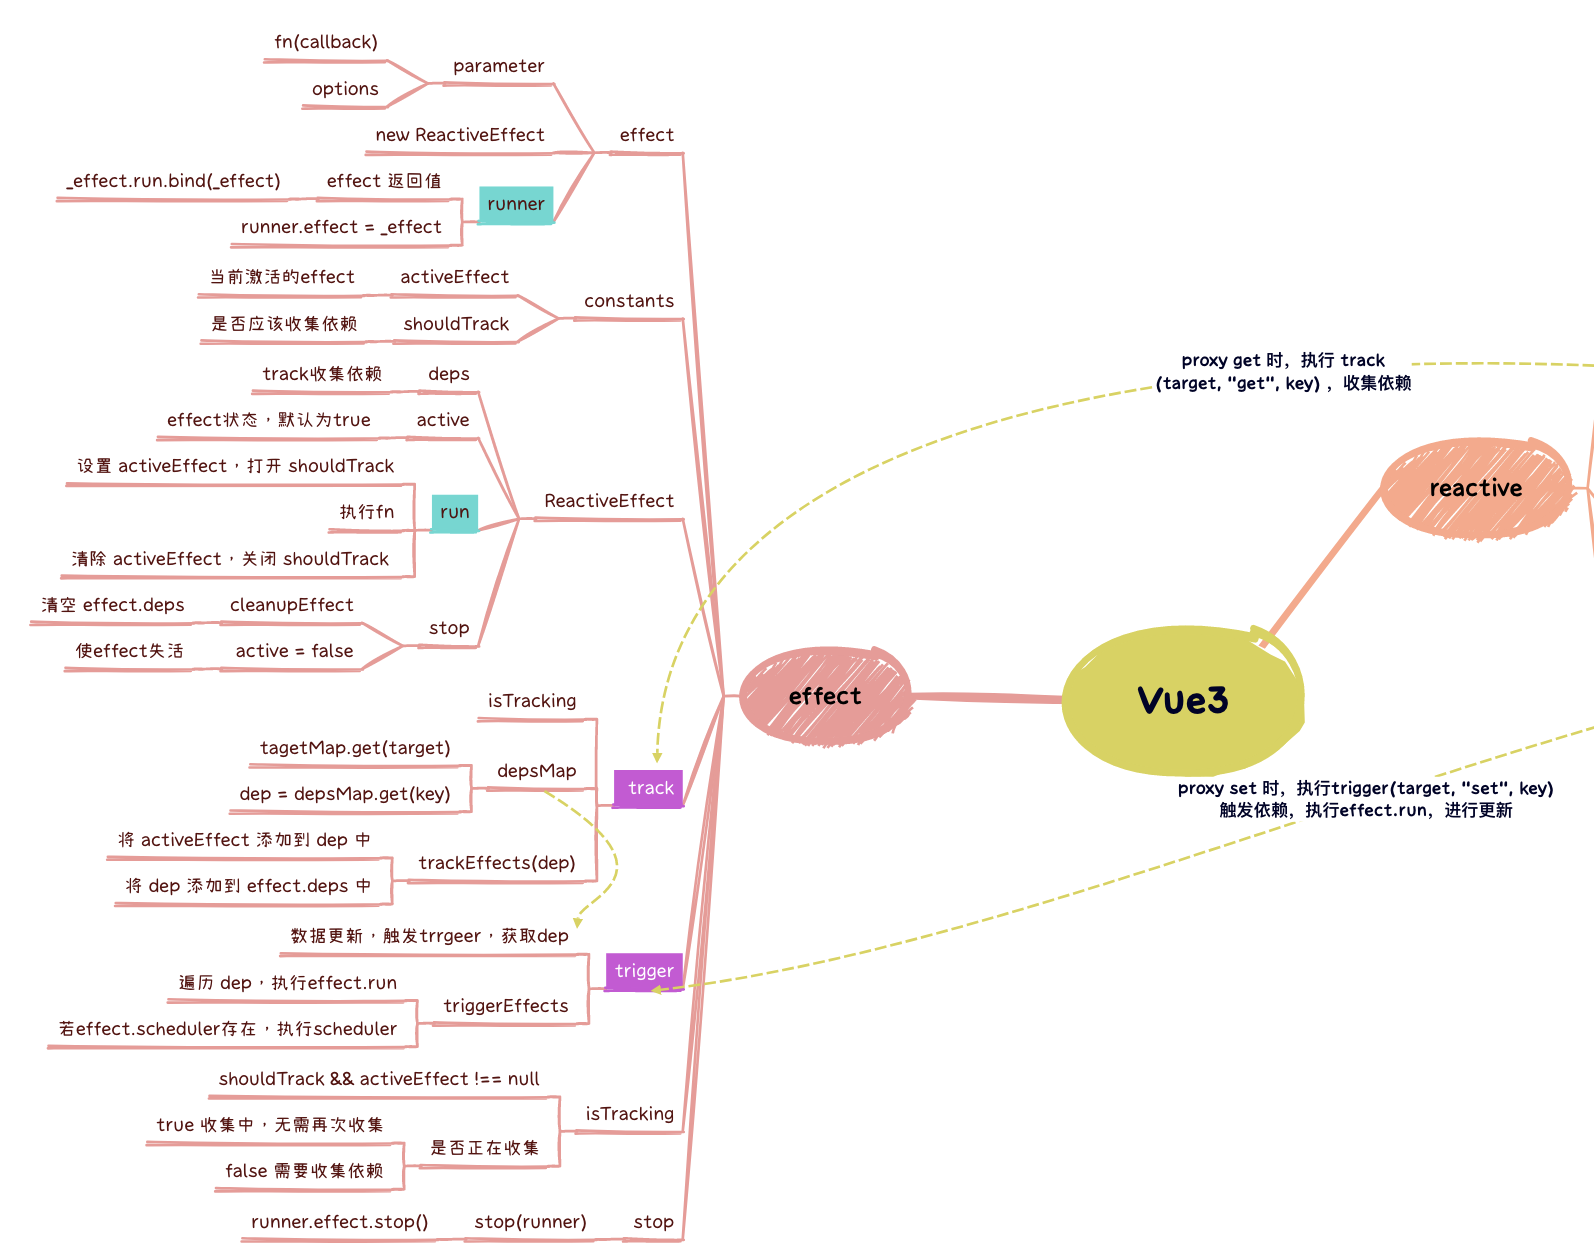 fn(callback)
parameter
options
new ReactiveEffect
effect
_effect.run.bind(_effect)
effect 返回值
runner
runner.effect = _effect
当前激活的effect
activeEffect
constants
是否应该收集依赖
shouldTrack
track收集依赖
deps
effect状态，默认为true
active
设置 activeEffect，打开 shouldTrack
ReactiveEffect
执行fn
run
清除 activeEffect，关闭 shouldTrack
清空 effect.deps
cleanupEffect
stop
使effect失活
active = false
isTracking
tagetMap.get(target)
depsMap
dep = depsMap.get(key)
track
将 activeEffect 添加到 dep 中
trackEffects(dep)
将 dep 添加到 effect.deps 中
数据更新，触发trrgeer，获取dep
trigger
遍历 dep，执行effect.run
triggerEffects
若effect.scheduler存在，执行scheduler
shouldTrack && activeEffect !== null
isTracking
true 收集中，无需再次收集
是否正在收集
false 需要收集依赖
runner.effect.stop()
stop(runner)
stop
effect
Vue3
reactive
proxy get 时，执行 track
(target, "get", key) ，收集依赖
proxy set 时，执行trigger(target, "set", key)
触发依赖，执行effect.run，进行更新